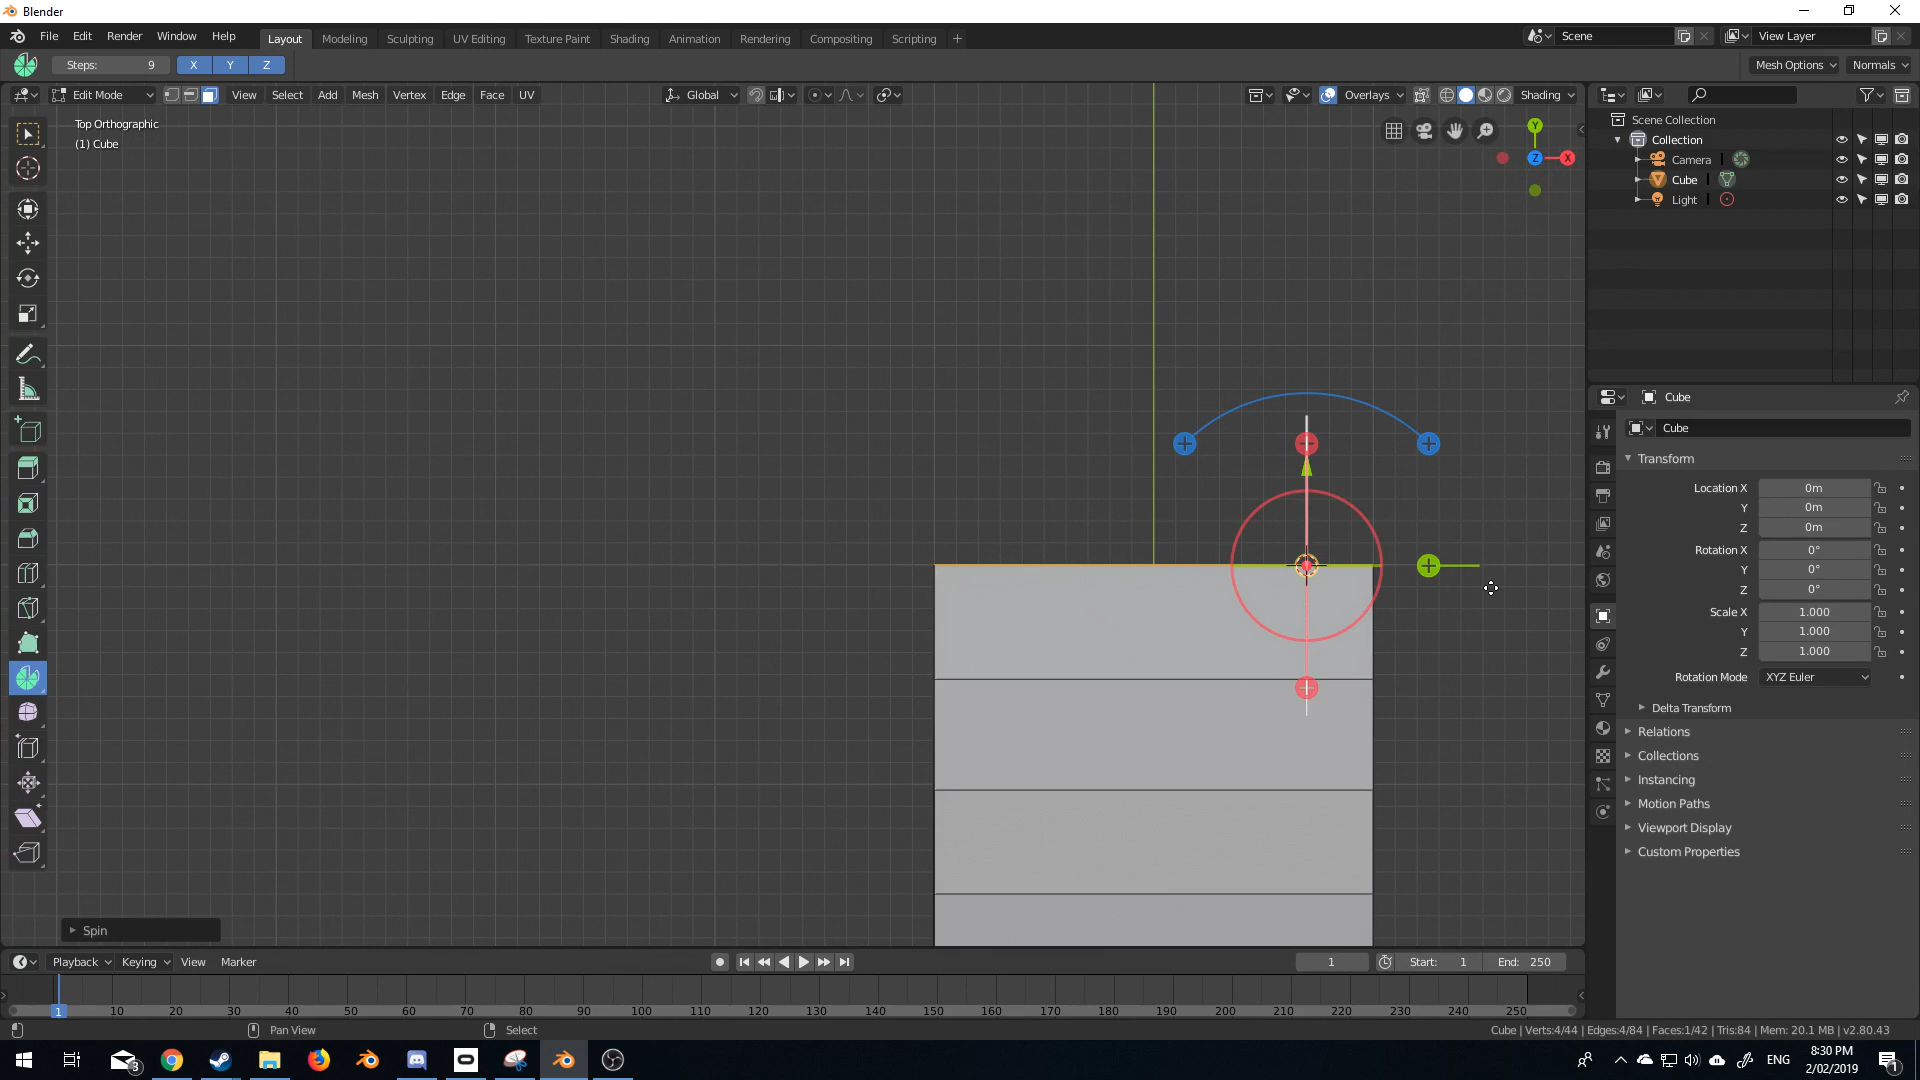 Blender
File Edit Render Window Help Layout Modeling Sculpting UV Editing Texture Paint Shading Animation Rendering Compositing Scripting + Scene View Layer
Steps: 9 X Y Z Mesh Options Normals
Edit Mode View Select Add Mesh Vertex Edge Face UV Global Overlays Shading
Top Orthographic
(1) Cube
Y
Z X
Scene Collection
Collection
Camera
Cube
Light
Cube
Cube
Transform
Location X 0m
Y 0m
Z 0m
Rotation X 0°
Y 0°
Z 0°
Scale X 1.000
Y 1.000
Z 1.000
Rotation Mode XYZ Euler
Delta Transform
Relations
Collections
Instancing
Motion Paths
Viewport Display
Custom Properties
Spin
Playback Keying View Marker 1 Start: 1 End: 250
1 10 20 30 40 50 60 70 80 90 100 110 120 130 140 150 160 170 180 190 200 210 220 230 240 250
Pan View Select Cube | Verts:4/44 | Edges:4/84 | Faces:1/42 | Tris:84 | Mem: 20.1 MB | v2.80.43
3 ENG 8:30 PM
2/02/2019 1